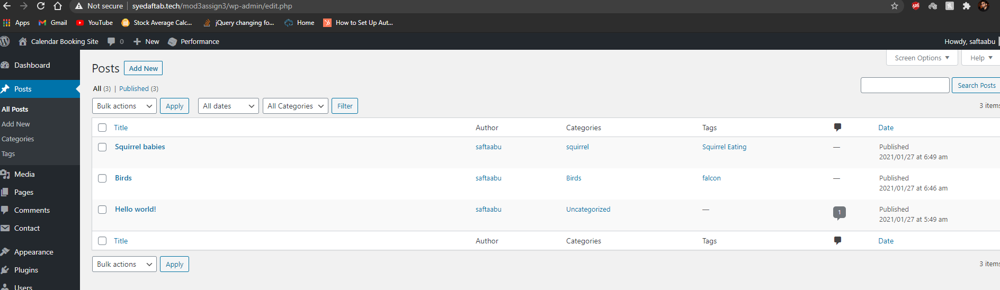 Not secure | syedaftab.tech/mod3assign3/wp-admin/edit.php
Apps Gmail YouTube Stock Average Calc... jQuery changing fo... Home How to Set Up Aut...
Calendar Booking Site 0 New Performance Howdy, saftaabu
Screen Options Help
Dashboard
Posts
All Posts
Add New
Categories
Tags
Media
Pages
Comments
Contact
Appearance
Plugins
Users
Posts Add New
All (3) | Published (3)
Search Posts
Bulk actions Apply All dates All Categories Filter 3 items
Title Author Categories Tags Date
Squirrel babies saftaabu squirrel Squirrel Eating — Published
2021/01/27 at 6:49 am
Birds saftaabu Birds falcon — Published
2021/01/27 at 6:46 am
Hello world! saftaabu Uncategorized — 1 Published
2021/01/27 at 5:49 am
Title Author Categories Tags Date
Bulk actions Apply 3 items